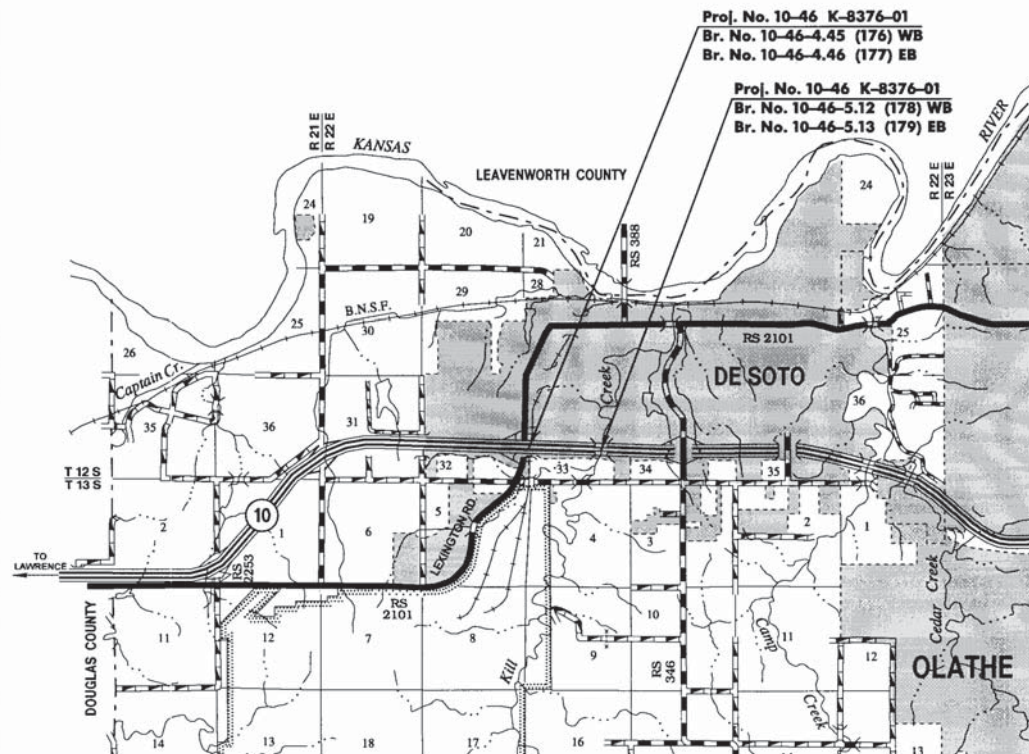 Proj. No. 10–46 K–8376–01
Br. No. 10–46–4.45 (176) WB
Br. No. 10–46–4.46 (177) EB
Proj. No. 10–46 K–8376–01
Br. No. 10–46–5.12 (178) WB
Br. No. 10–46–5.13 (179) EB
R 21 E
R 22 E
KANSAS
LEAVENWORTH COUNTY
RIVER
R 22 E
R 23 E
24
19
20
21
RS 388
24
28
29
B.N.S.F.
30
25
26
RS 2101
25
Captain Cr.
DE SOTO
Creek
31
36
35
36
32
33
34
35
T 12 S
T 13 S
10
2
1
6
5
4
3
2
1
LEXINGTON RD.
TO
LAWRENCE
RS
2253
RS
2101
Cedar Creek
DOUGLAS COUNTY
11
12
7
8
10
9
11
12
RS
346
Camp
Creek
OLATHE
Kill
14
13
18
17
16
13